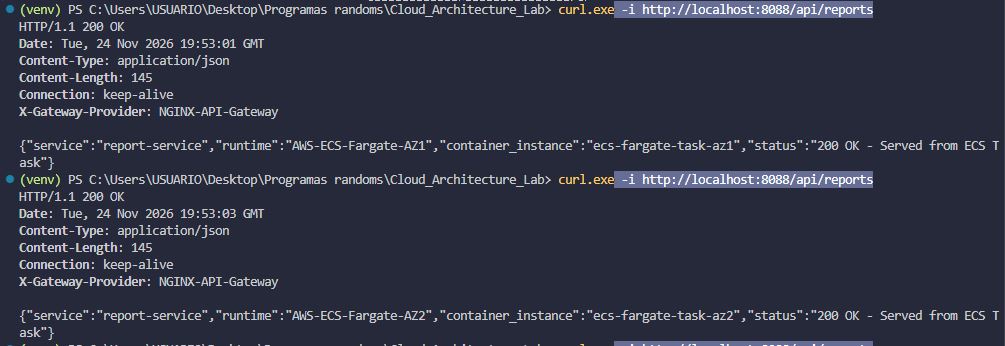 (venv) PS C:\Users\USUARIO\Desktop\Programas randoms\Cloud_Architecture_Lab> curl.exe -i http://localhost:8088/api/reports
HTTP/1.1 200 OK
Date: Tue, 24 Nov 2026 19:53:01 GMT
Content-Type: application/json
Content-Length: 145
Connection: keep-alive
X-Gateway-Provider: NGINX-API-Gateway
{"service":"report-service","runtime":"AWS-ECS-Fargate-AZ1","container_instance":"ecs-fargate-task-az1","status":"200 OK - Served from ECS T
ask"}
(venv) PS C:\Users\USUARIO\Desktop\Programas randoms\Cloud_Architecture_Lab> curl.exe -i http://localhost:8088/api/reports
HTTP/1.1 200 OK
Date: Tue, 24 Nov 2026 19:53:03 GMT
Content-Type: application/json
Content-Length: 145
Connection: keep-alive
X-Gateway-Provider: NGINX-API-Gateway
{"service":"report-service","runtime":"AWS-ECS-Fargate-AZ2","container_instance":"ecs-fargate-task-az2","status":"200 OK - Served from ECS T
ask"}